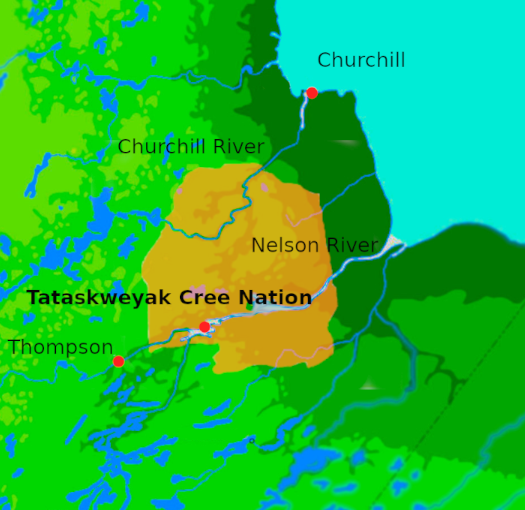 Churchill
Churchill River
Nelson River
Tataskweyak Cree Nation
Thompson